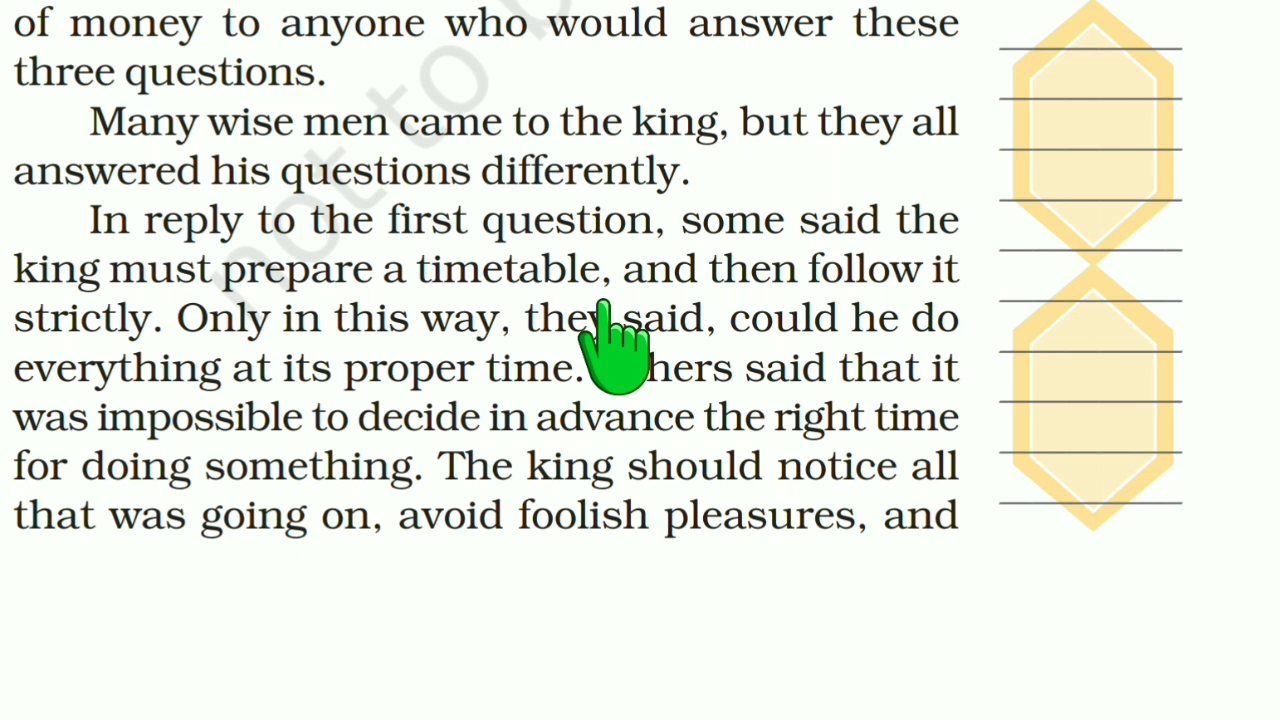 of money to anyone who would answer these
three questions.
Many wise men came to the king, but they all
answered his questions differently.
In reply to the first question, some said the
king must prepare a timetable, and then follow it
strictly. Only in this way, they said, could he do
everything at its proper time. hers said that it
was impossible to decide in advance the right time
for doing something. The king should notice all
that was going on, avoid foolish pleasures, and
not to b